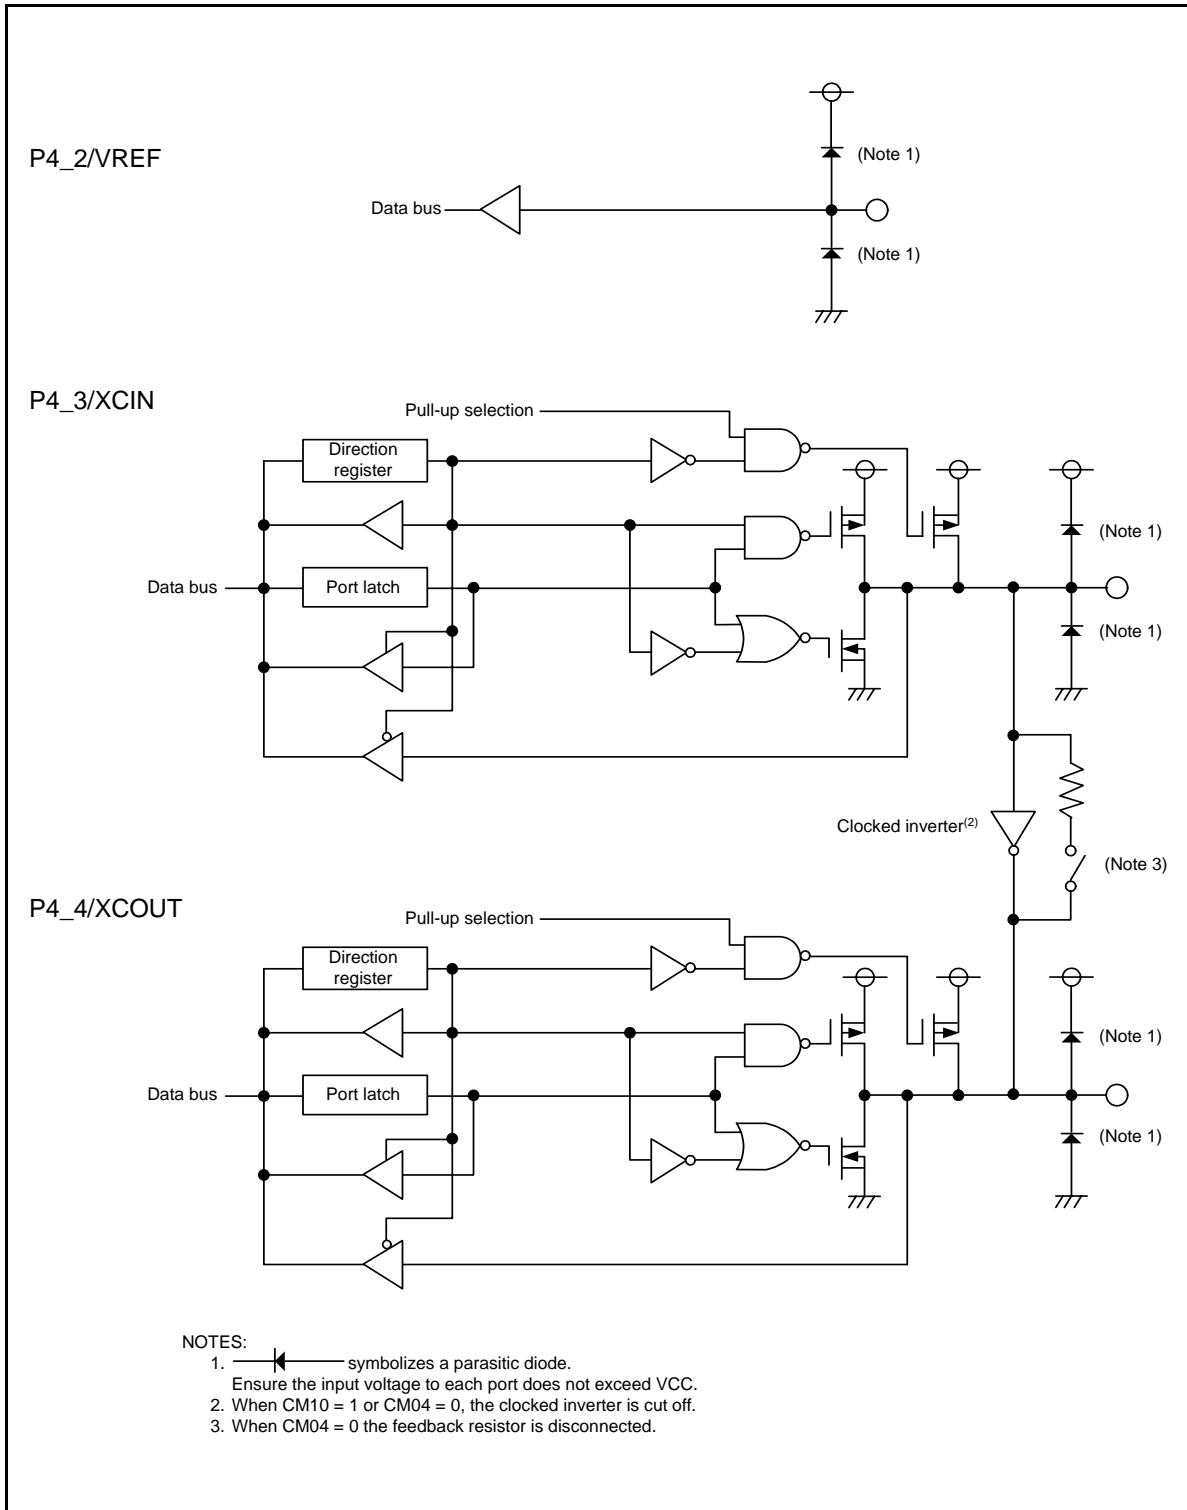 P4_2/VREF
(Note 1)
Data bus
(Note 1)
P4_3/XCIN
Pull-up selection
Direction
register
(Note 1)
Data bus
Port latch
(Note 1)
Clocked inverter(2)
(Note 3)
P4_4/XCOUT
Pull-up selection
Direction
register
(Note 1)
Data bus
Port latch
(Note 1)
NOTES:
1. symbolizes a parasitic diode.
Ensure the input voltage to each port does not exceed VCC.
2. When CM10 = 1 or CM04 = 0, the clocked inverter is cut off.
3. When CM04 = 0 the feedback resistor is disconnected.